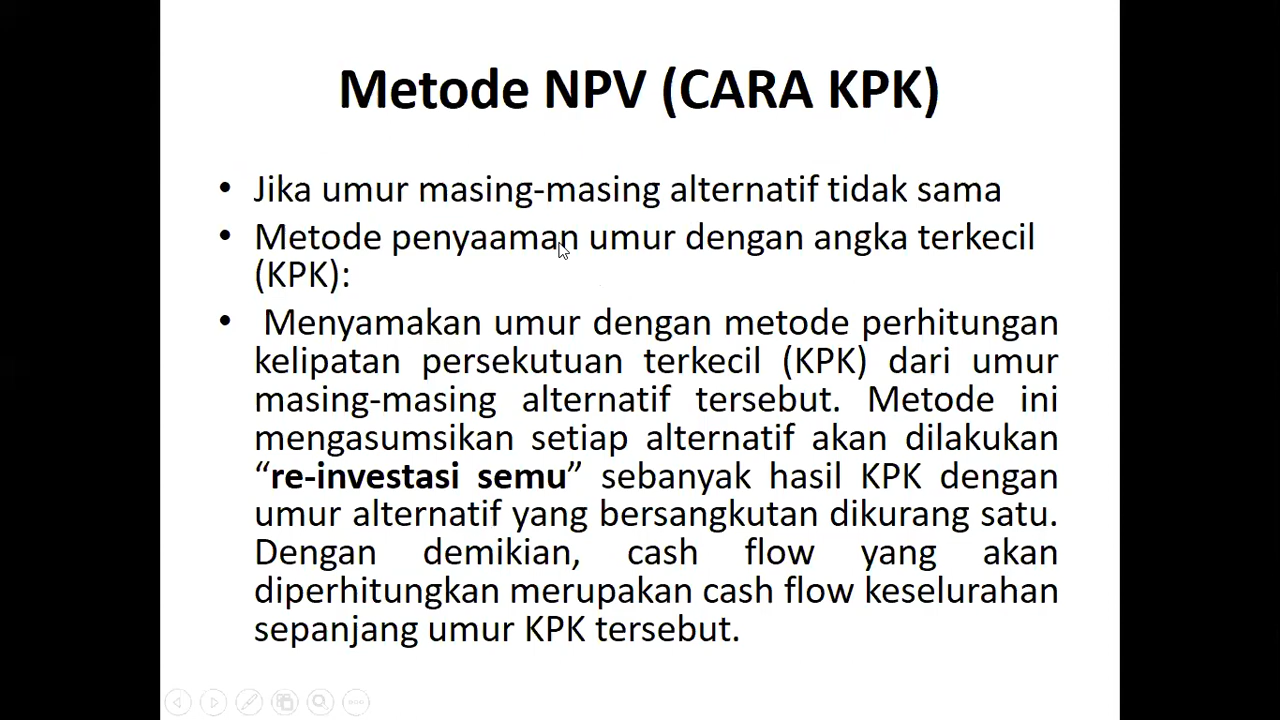 Metode NPV (CARA KPK)
• Jika umur masing-masing alternatif tidak sama
• Metode penyaaman umur dengan angka terkecil
(KPK):
• Menyamakan umur dengan metode perhitungan
kelipatan persekutuan terkecil (KPK) dari umur
masing-masing alternatif tersebut. Metode ini
mengasumsikan setiap alternatif akan dilakukan
“re-investasi semu” sebanyak hasil KPK dengan
umur alternatif yang bersangkutan dikurang satu.
Dengan demikian, cash flow yang akan
diperhitungkan merupakan cash flow keselurahan
sepanjang umur KPK tersebut.